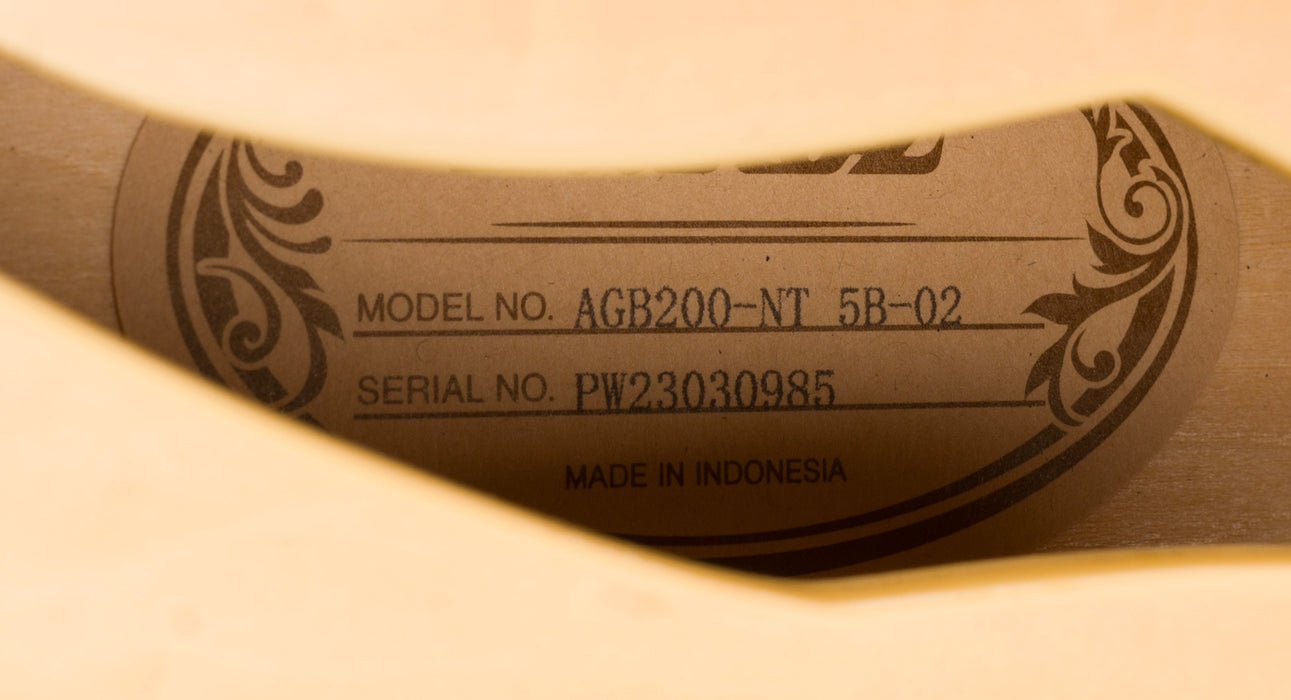 MODEL NO. AGB200-NT 5B-02
SERIAL NO. PW23030985
MADE IN INDONESIA